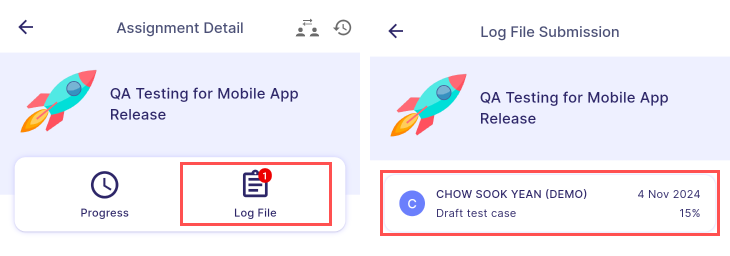 Assignment Detail
QA Testing for Mobile App
Release
Progress
1
Log File
Log File Submission
QA Testing for Mobile App
Release
C
CHOW SOOK YEAN (DEMO) 4 Nov 2024
Draft test case 15%